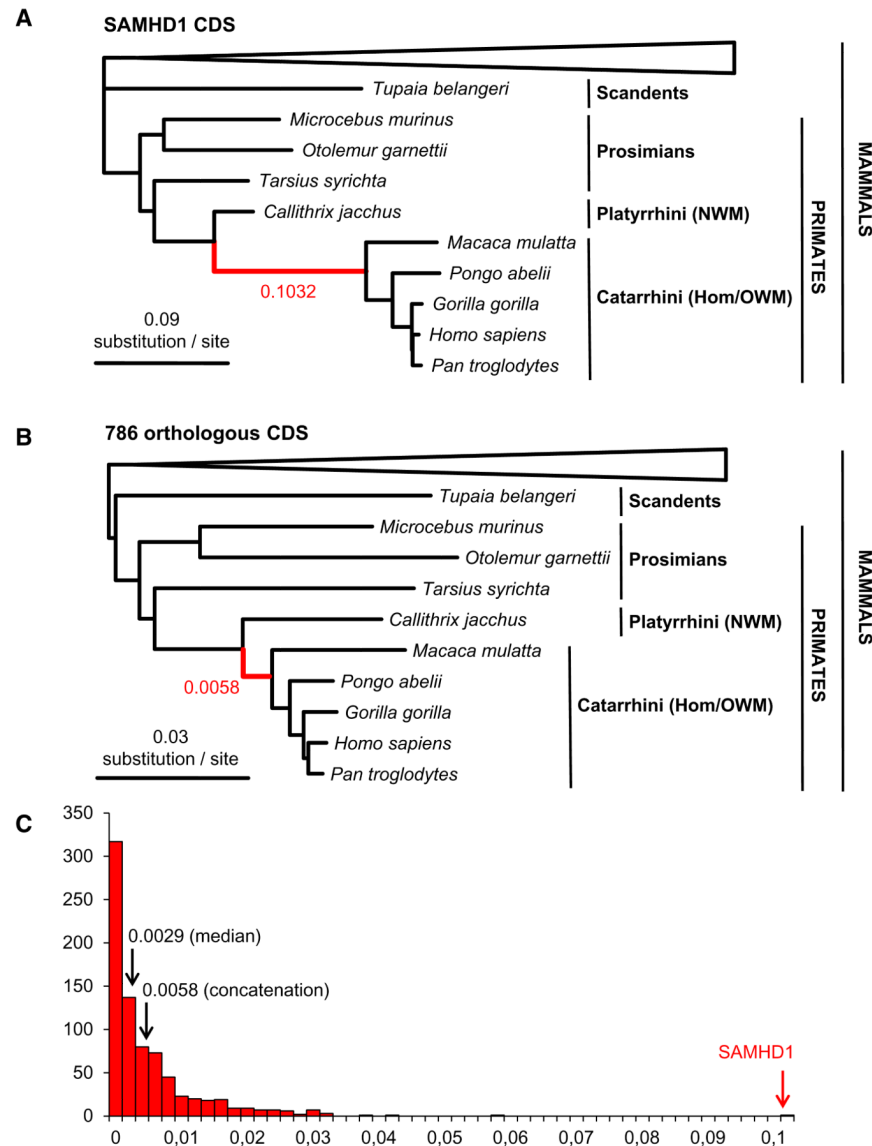 A
SAMHD1 CDS
Tupaia belangeri
Scandents
Microcebus murinus
Otolemur garnettii
Prosimians
Tarsius syrichta
Callithrix jacchus
Platyrrhini (NWM)
Macaca mulatta
Pongo abelii
0.1032
Gorilla gorilla
Catarrhini (Hom/OWM)
Homo sapiens
Pan troglodytes
0.09
substitution / site
PRIMATES
MAMMALS
B
786 orthologous CDS
Tupaia belangeri
Scandents
Microcebus murinus
Otolemur garnettii
Prosimians
Tarsius syrichta
Callithrix jacchus
Platyrrhini (NWM)
Macaca mulatta
0.0058
Pongo abelii
Gorilla gorilla
Catarrhini (Hom/OWM)
Homo sapiens
Pan troglodytes
0.03
substitution / site
PRIMATES
MAMMALS
C
350
300
250
200
150
100
50
0
0.0029 (median)
0.0058 (concatenation)
SAMHD1
0 0,01 0,02 0,03 0,04 0,05 0,06 0,07 0,08 0,09 0,1